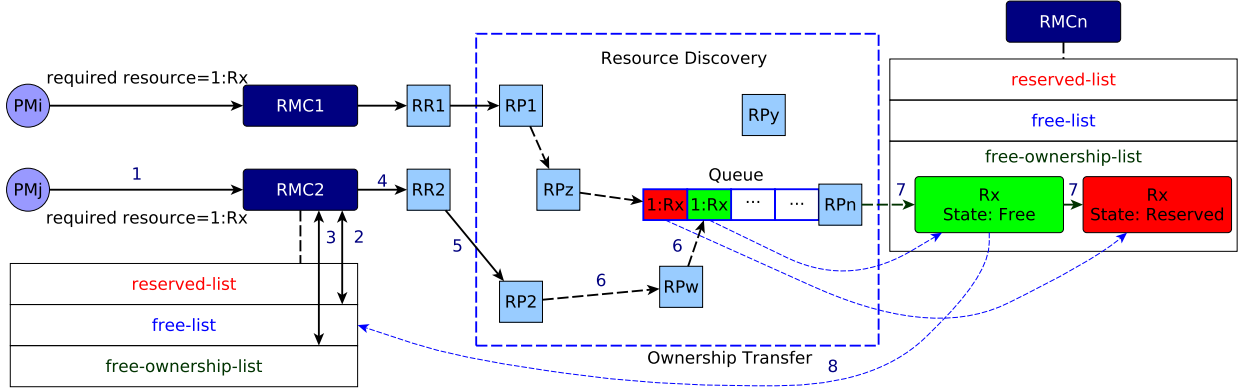 RMCn
Resource Discovery
required resource=1:Rx
reserved-list
PMi
RMC1
RR1
RP1
RPy
free-list
free-ownership-list
1
4
Queue
PMj
RMC2
RR2
RPz
1:Rx
1:Rx
...
...
RPn
7
Rx
State: Free
7
Rx
State: Reserved
required resource=1:Rx
3
2
5
6
6
reserved-list
RP2
RPw
free-list
Ownership Transfer
8
free-ownership-list